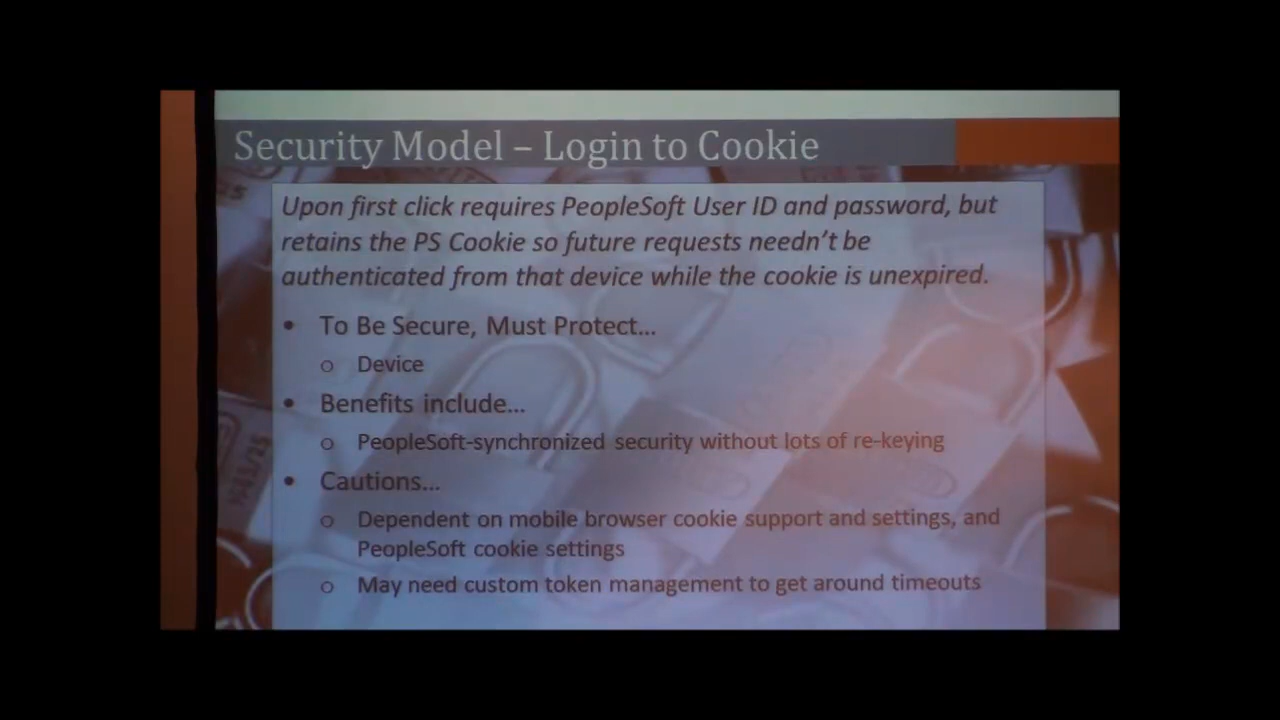 Security Model – Login to Cookie
Upon first click requires PeopleSoft User ID and password, but
retains the PS Cookie so future requests needn't be
authenticated from that device while the cookie is unexpired.
• To Be Secure, Must Protect...
o Device
• Benefits include...
o PeopleSoft-synchronized security without lots of re-keying
• Cautions...
o Dependent on mobile browser cookie support and settings, and
PeopleSoft cookie settings
o May need custom token management to get around timeouts